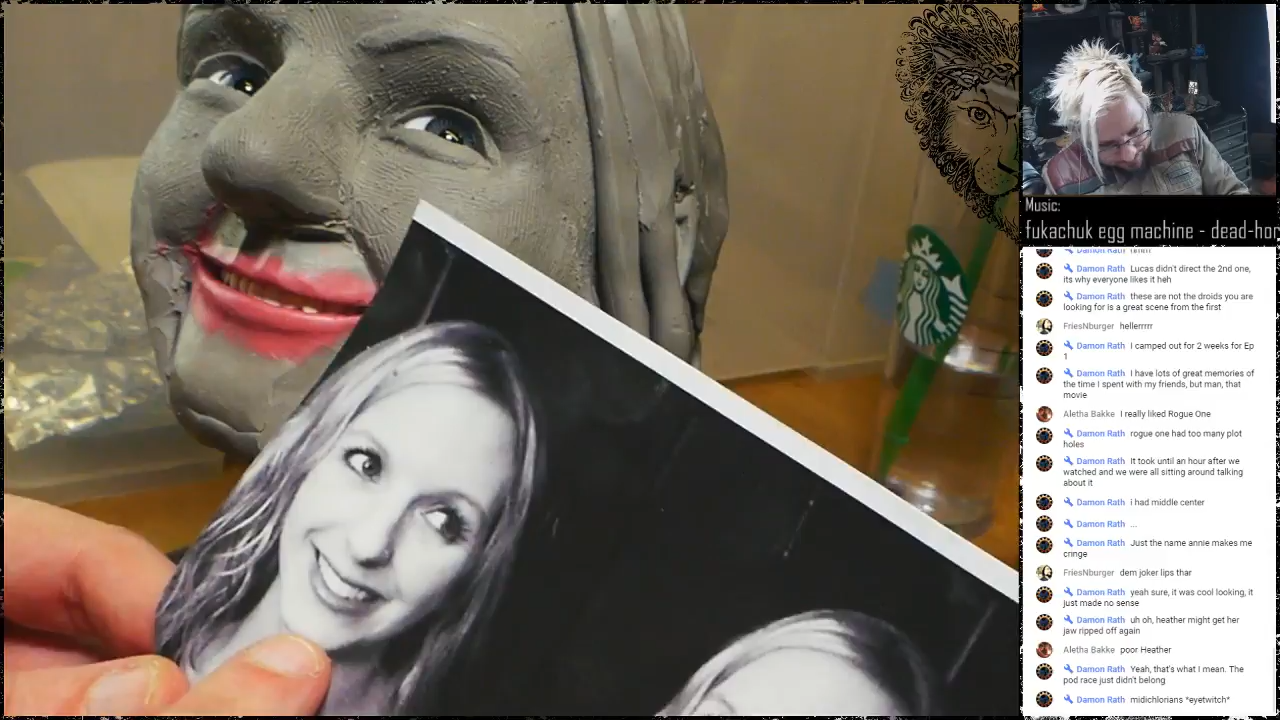 Music:
fukachuk egg machine - dead-hor
Damon Rath
Damon Rath Lucas didn't direct the 2nd one,
its why everyone likes it heh
Damon Rath these are not the droids you are
looking for is a great scene from the first
FriesNburger hellerrrrr
Damon Rath I camped out for 2 weeks for Ep
1
Damon Rath I have lots of great memories of
the time I spent with my friends, but man, that
movie
Aletha Bakke I really liked Rogue One
Damon Rath rogue one had too many plot
holes
Damon Rath It took until an hour after we
watched and we were all sitting around talking
about it
Damon Rath i had middle center
Damon Rath ...
Damon Rath Just the name annie makes me
cringe
FriesNburger dem joker lips thar
Damon Rath yeah sure, it was cool looking, it
just made no sense
Damon Rath uh oh, heather might get her
jaw ripped off again
Aletha Bakke poor Heather
Damon Rath Yeah, that's what I mean. The
pod race just didn't belong
Damon Rath midichlorians *eyetwitch*